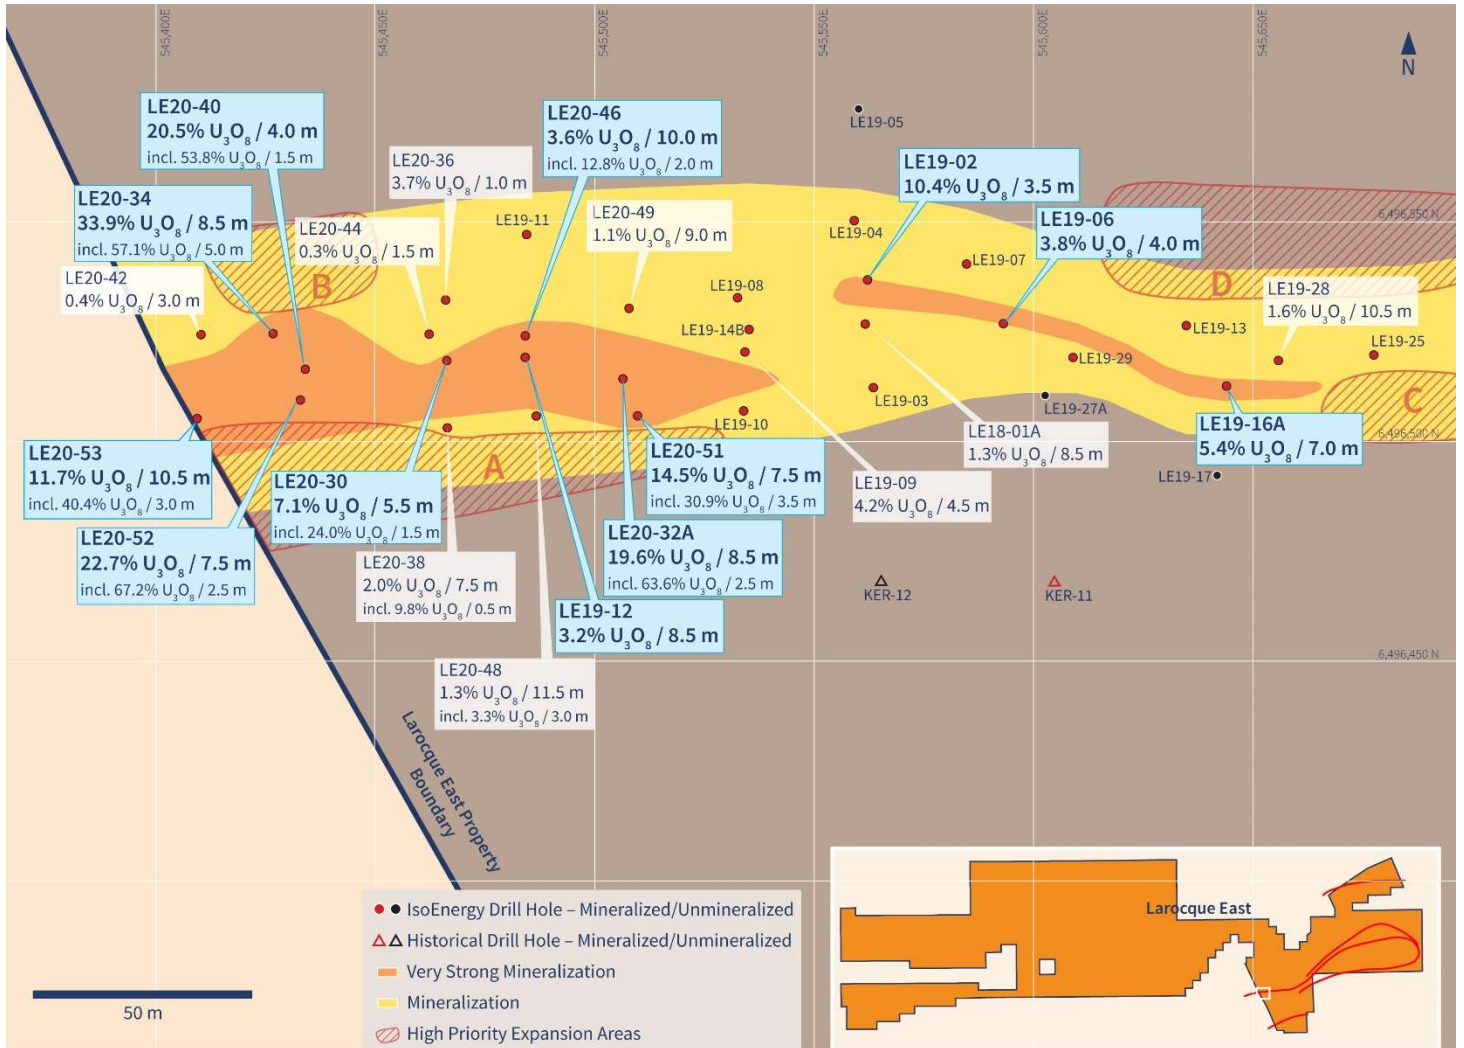 545,400E
545,450E
545,500E
545,550E
545,600E
545,650E
N
LE20-40
20.5% U₃O₈ / 4.0 m
incl. 53.8% U₃O₈ / 1.5 m
LE20-46
3.6% U₃O₈ / 10.0 m
incl. 12.8% U₃O₈ / 2.0 m
LE19-05
LE20-36
3.7% U₃O₈ / 1.0 m
LE19-02
10.4% U₃O₈ / 3.5 m
LE20-34
33.9% U₃O₈ / 8.5 m
incl. 57.1% U₃O₈ / 5.0 m
LE20-44
0.3% U₃O₈ / 1.5 m
LE19-11
LE20-49
1.1% U₃O₈ / 9.0 m
LE19-04
LE19-06
3.8% U₃O₈ / 4.0 m
6,496,550 N
LE20-42
0.4% U₃O₈ / 3.0 m
B
LE19-08
LE19-07
D
LE19-28
1.6% U₃O₈ / 10.5 m
LE19-14B
LE19-13
LE19-25
LE19-29
LE19-03
LE19-27A
C
LE19-10
LE18-01A
1.3% U₃O₈ / 8.5 m
LE19-16A
5.4% U₃O₈ / 7.0 m
6,496,500 N
LE20-53
11.7% U₃O₈ / 10.5 m
incl. 40.4% U₃O₈ / 3.0 m
A
LE20-30
7.1% U₃O₈ / 5.5 m
incl. 24.0% U₃O₈ / 1.5 m
LE20-51
14.5% U₃O₈ / 7.5 m
incl. 30.9% U₃O₈ / 3.5 m
LE19-09
4.2% U₃O₈ / 4.5 m
LE19-17
LE20-52
22.7% U₃O₈ / 7.5 m
incl. 67.2% U₃O₈ / 2.5 m
LE20-38
2.0% U₃O₈ / 7.5 m
incl. 9.8% U₃O₈ / 0.5 m
LE20-32A
19.6% U₃O₈ / 8.5 m
incl. 63.6% U₃O₈ / 2.5 m
LE19-12
3.2% U₃O₈ / 8.5 m
KER-12
KER-11
LE20-48
1.3% U₃O₈ / 11.5 m
incl. 3.3% U₃O₈ / 3.0 m
6,496,450 N
Larocque East Property
Boundary
IsoEnergy Drill Hole – Mineralized/Unmineralized
Historical Drill Hole – Mineralized/Unmineralized
Very Strong Mineralization
Mineralization
High Priority Expansion Areas
50 m
Larocque East